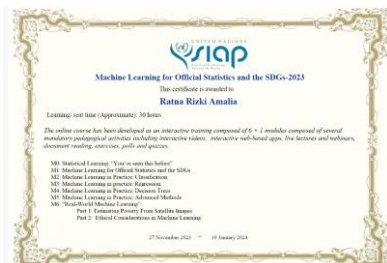 UNITED NATIONS
SIAP
Machine Learning for Official Statistics and the SDGs-2023
This certificate is awarded to
Ratna Rizki Amalia
Learning/ seat time (Approximate): 30 hours
The online course has been developed as an interactive training composed of 6 + 1 modules composed of several
mandatory pedagogical activities including interactive videos, interactive web-based apps, live lectures and webinars,
document reading, exercises, polls and quizzes.
M0: Statistical Learning: "You've seen this before"
M1: Machine Learning for Official Statistics and the SDGs
M2: Machine Learning in Practice: Classification
M3: Machine Learning in practice: Regression
M4: Machine Learning in Practice: Decision Trees
M5: Machine Learning in Practice: Advanced Methods
M6: "Real-World Machine Learning":
Part 1: Estimating Poverty From Satellite Images
Part 2: Ethical Considerations in Machine Learning
27 November 2023 - 19 January 2024